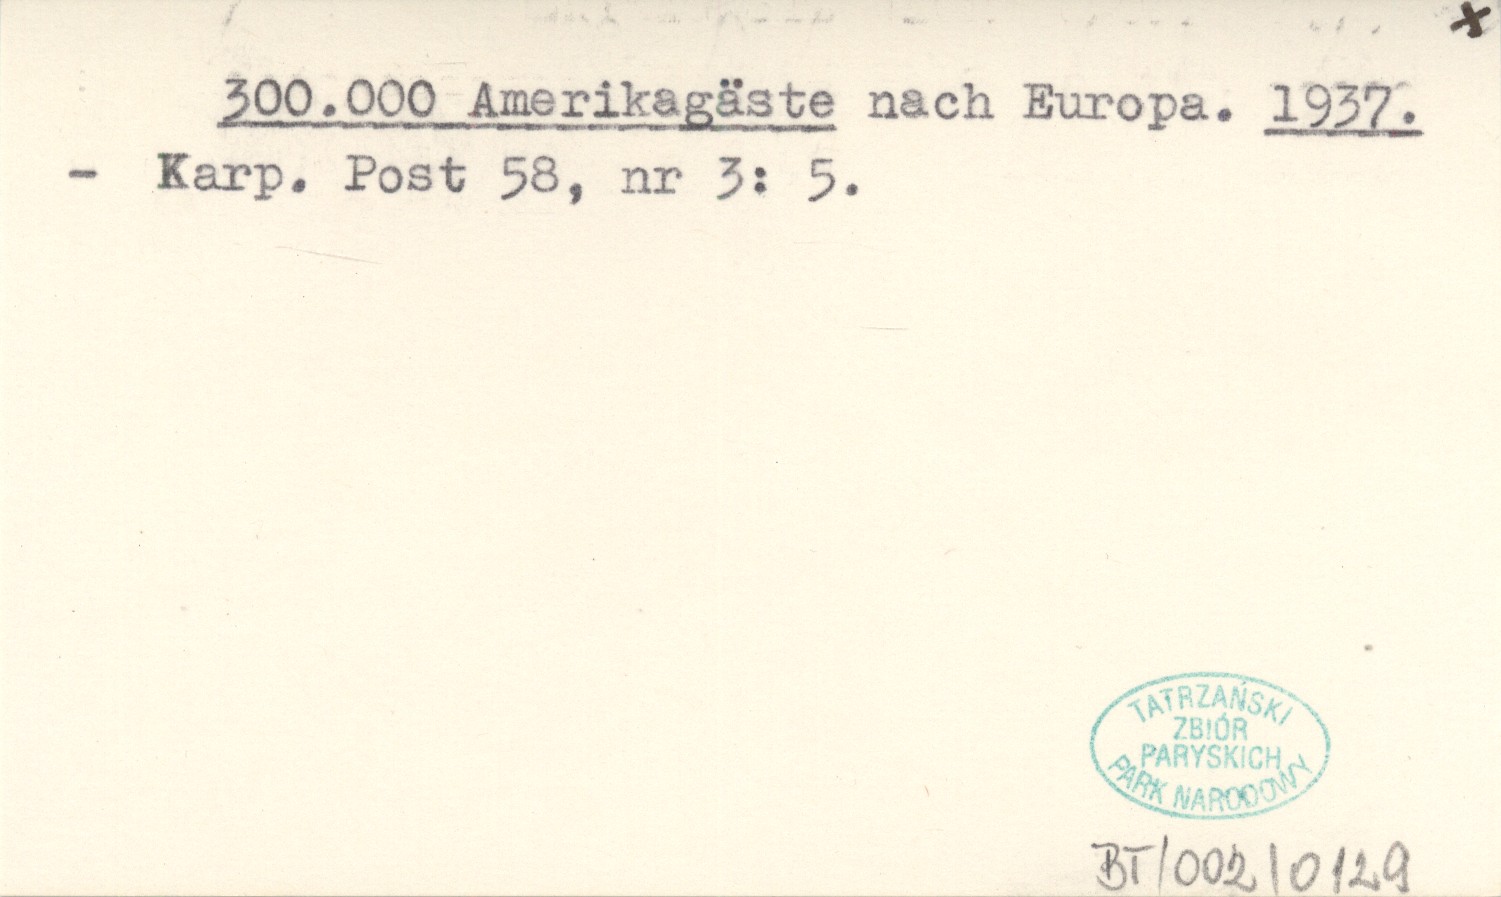 300.000 Amerikagäste nach Europa. 1937.
- Karp. Post 58, nr 3: 5.
TATRZAŃSKI
ZBIÓR
PARYSKICH
PARK NARODOWY
BT/002/0129